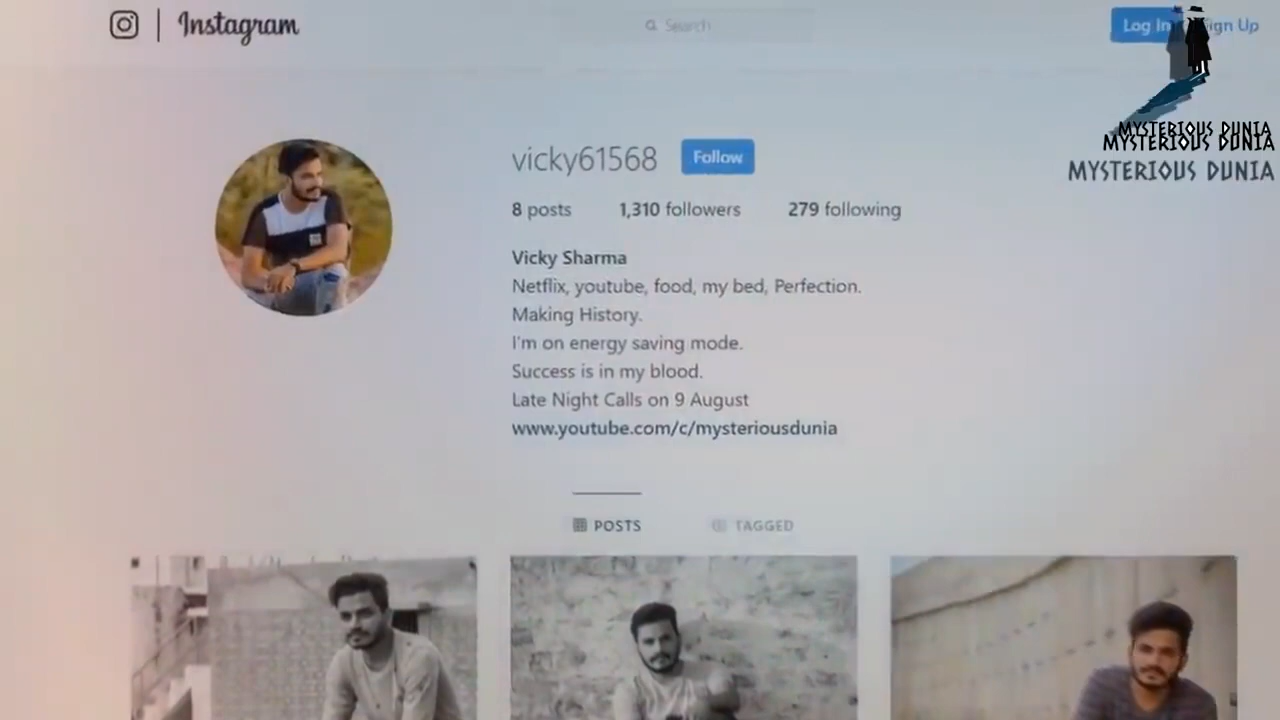 Instagram
Search
Log In
Sign Up
MYSTERIOUS DUNIA
MYSTERIOUS DUNIA
MYSTERIOUS DUNIA
vicky61568 Follow
8 posts 1,310 followers 279 following
Vicky Sharma
Netflix, youtube, food, my bed, Perfection.
Making History.
I'm on energy saving mode.
Success is in my blood.
Late Night Calls on 9 August
www.youtube.com/c/mysteriousdunia
POSTS TAGGED